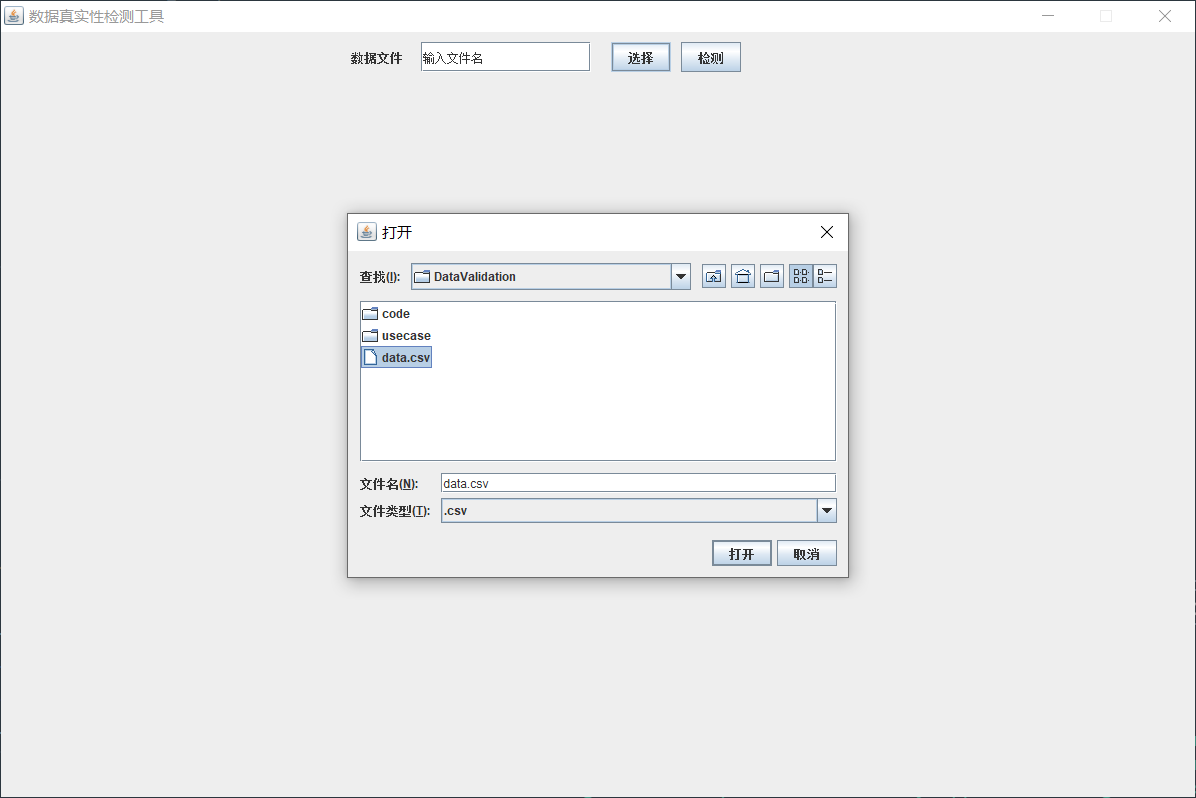 数据真实性检测工具
数据文件 输入文件名 选择 检测
打开
查找(I): DataValidation
code
usecase
data.csv
文件名(N): data.csv
文件类型(T): .csv
打开 取消